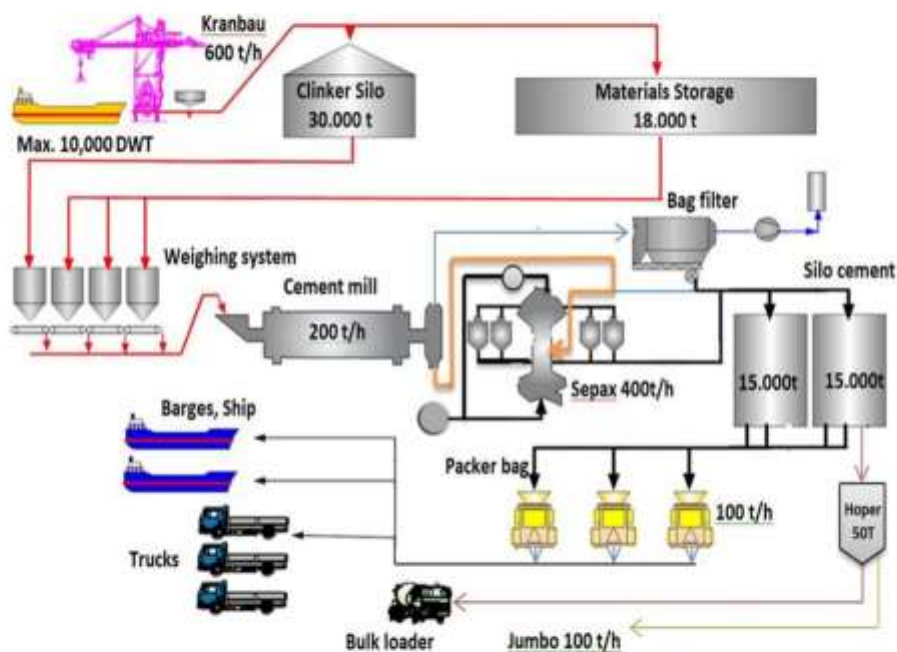 Kranbau
600 t/h
Max. 10,000 DWT
Clinker Silo
30.000 t
Materials Storage
18.000 t
Bag filter
Weighing system
Cement mill
200 t/h
Silo cement
Sepax 400t/h
15.000t
15.000t
Barges, Ship
Packer bag
100 t/h
Hoper
50T
Trucks
Bulk loader
Jumbo 100 t/h